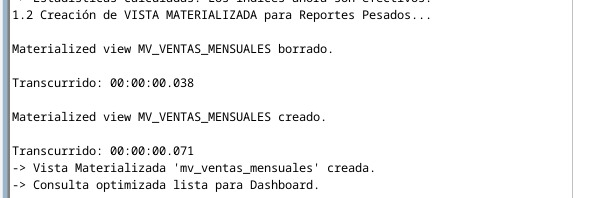 -> Estadísticas calculadas. Los índices ahora son efectivos.
1.2 Creación de VISTA MATERIALIZADA para Reportes Pesados...
Materialized view MV_VENTAS_MENSUALES borrado.
Transcurrido: 00:00:00.038
Materialized view MV_VENTAS_MENSUALES creado.
Transcurrido: 00:00:00.071
-> Vista Materializada 'mv_ventas_mensuales' creada.
-> Consulta optimizada lista para Dashboard.